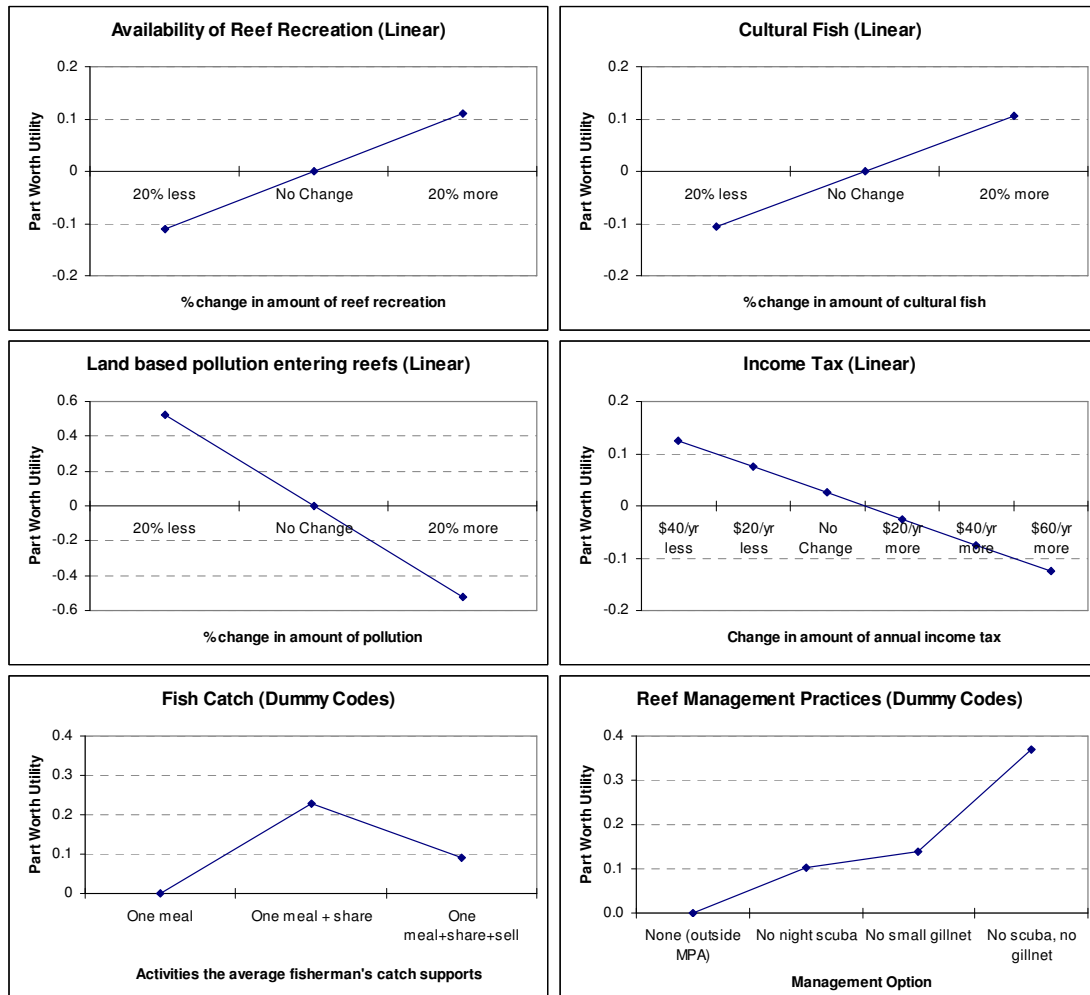 Availability of Reef Recreation (Linear)
Part Worth Utility
0.2
0.1
0
-0.1
-0.2
20% less
No Change
20% more
% change in amount of reef recreation
Cultural Fish (Linear)
Part Worth Utility
0.2
0.1
0
-0.1
-0.2
20% less
No Change
20% more
% change in amount of cultural fish
Land based pollution entering reefs (Linear)
Part Worth Utility
0.6
0.4
0.2
0
-0.2
-0.4
-0.6
20% less
No Change
20% more
% change in amount of pollution
Income Tax (Linear)
Part Worth Utility
0.2
0.1
0
-0.1
-0.2
$40/yr
less
$20/yr
less
No
Change
$20/yr
more
$40/yr
more
$60/yr
more
Change in amount of annual income tax
Fish Catch (Dummy Codes)
Part Worth Utility
0.4
0.3
0.2
0.1
0
One meal
One meal + share
One
meal+share+sell
Activities the average fisherman's catch supports
Reef Management Practices (Dummy Codes)
Part Worth Utility
0.4
0.3
0.2
0.1
0.0
None (outside
MPA)
No night scuba
No small gillnet
No scuba, no
gillnet
Management Option